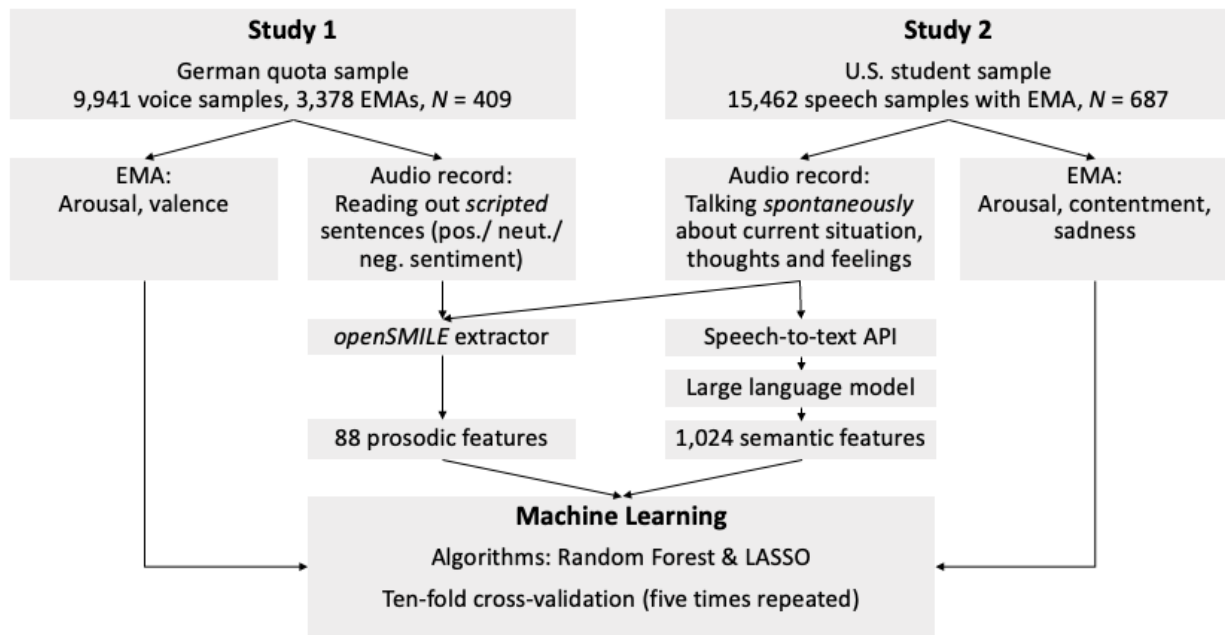 Study 1
German quota sample
9,941 voice samples, 3,378 EMAs, N = 409
Study 2
U.S. student sample
15,462 speech samples with EMA, N = 687
EMA:
Arousal, valence
Audio record:
Reading out scripted
sentences (pos./ neut./
neg. sentiment)
Audio record:
Talking spontaneously
about current situation,
thoughts and feelings
EMA:
Arousal, contentment,
sadness
openSMILE extractor
Speech-to-text API
Large language model
88 prosodic features
1,024 semantic features
Machine Learning
Algorithms: Random Forest & LASSO
Ten-fold cross-validation (five times repeated)